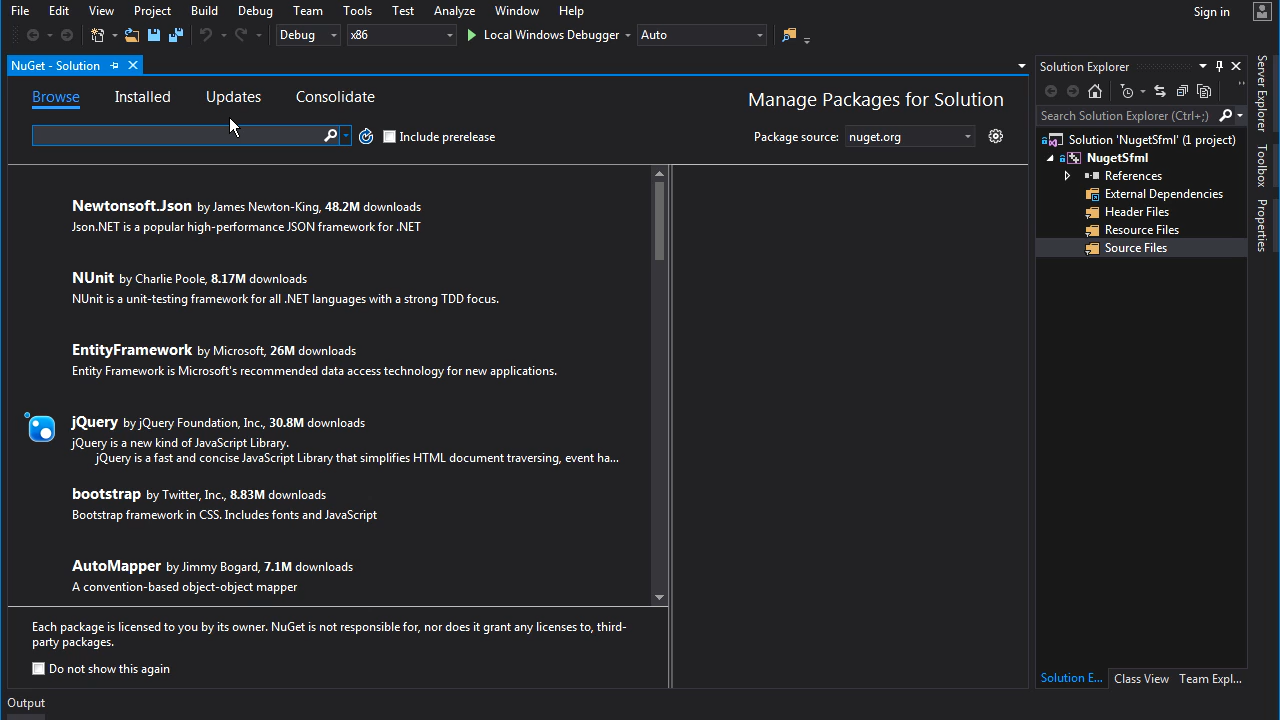 File Edit View Project Build Debug Team Tools Test Analyze Window Help
Sign in
Debug x86 Local Windows Debugger Auto
NuGet - Solution
Browse Installed Updates Consolidate
Manage Packages for Solution
Include prerelease
Package source: nuget.org
Newtonsoft.Json by James Newton-King, 48.2M downloads
Json.NET is a popular high-performance JSON framework for .NET
NUnit by Charlie Poole, 8.17M downloads
NUnit is a unit-testing framework for all .NET languages with a strong TDD focus.
EntityFramework by Microsoft, 26M downloads
Entity Framework is Microsoft's recommended data access technology for new applications.
jQuery by jQuery Foundation, Inc., 30.8M downloads
jQuery is a new kind of JavaScript Library.
jQuery is a fast and concise JavaScript Library that simplifies HTML document traversing, event ha...
bootstrap by Twitter, Inc., 8.83M downloads
Bootstrap framework in CSS. Includes fonts and JavaScript
AutoMapper by Jimmy Bogard, 7.1M downloads
A convention-based object-object mapper
Each package is licensed to you by its owner. NuGet is not responsible for, nor does it grant any licenses to, third-
party packages.
Do not show this again
Output
Solution Explorer
Search Solution Explorer (Ctrl+;)
Solution 'NugetSfml' (1 project)
NugetSfml
References
External Dependencies
Header Files
Resource Files
Source Files
Solution E... Class View Team Expl...
Server Explorer
Toolbox
Properties